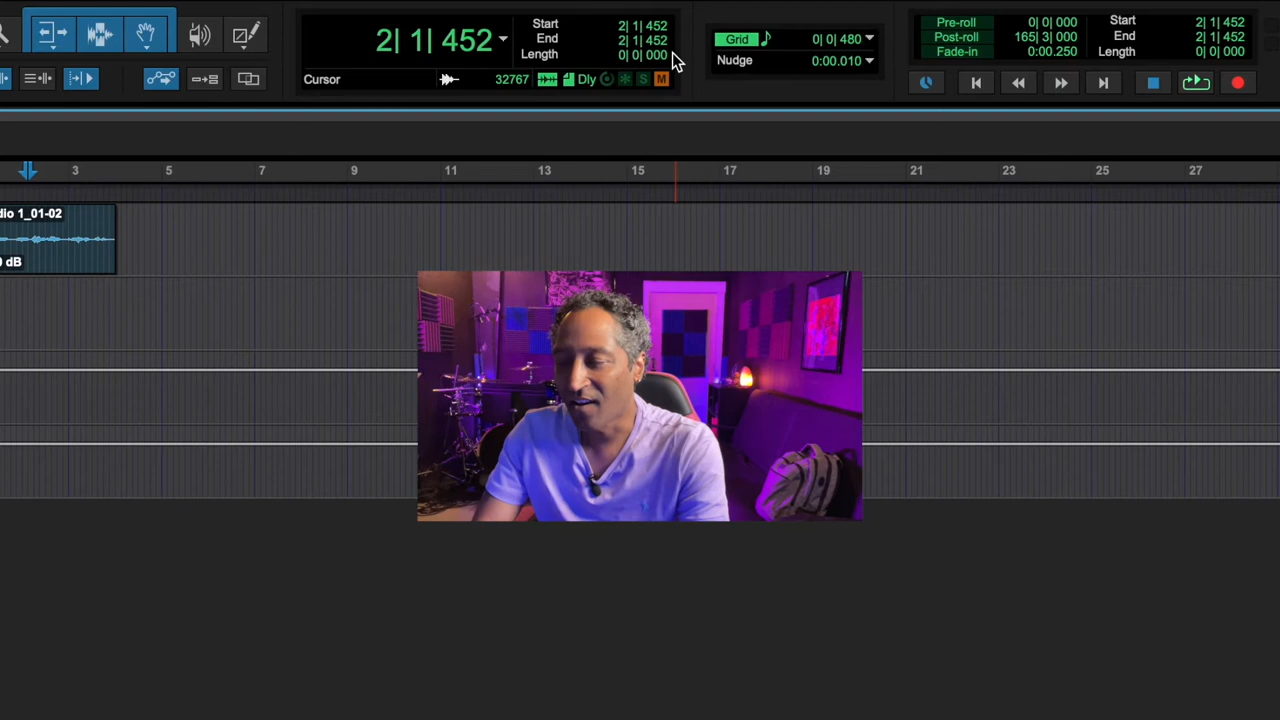 2| 1| 452
Start 2| 1| 452
End 2| 1| 452
Length 0| 0| 000
Cursor 32767 Dly S M
Grid 0| 0| 480
Nudge 0:00.010
Pre-roll 0| 0| 000
Post-roll 165| 3| 000
Fade-in 0:00.250
Start 2| 1| 452
End 2| 1| 452
Length 0| 0| 000
3 5 7 9 11 13 15 17 19 21 23 25 27
dio 1_01-02
0 dB